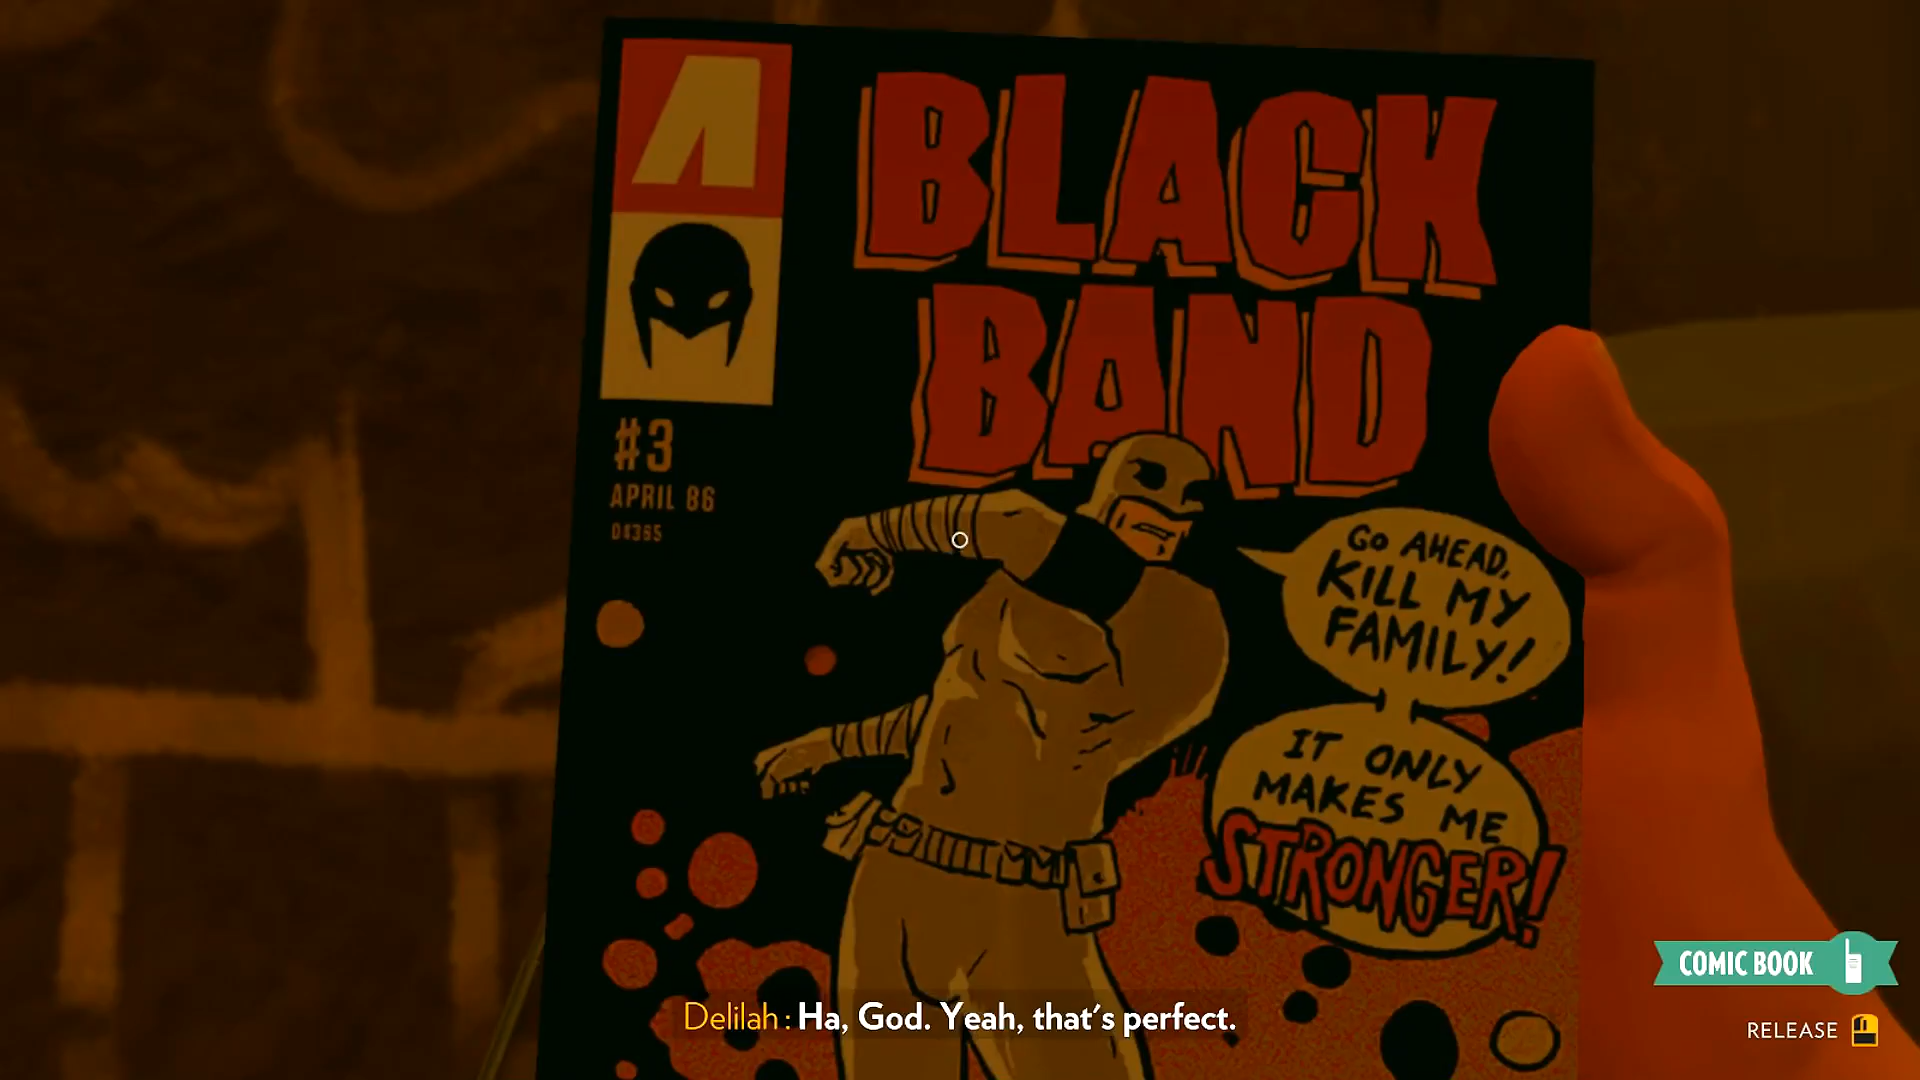 BLACK
BAND
#3
APRIL 86
04365
GO AHEAD,
KILL MY
FAMILY!
IT ONLY
MAKES ME
STRONGER!
COMIC BOOK
Delilah: Ha, God. Yeah, that's perfect.
RELEASE